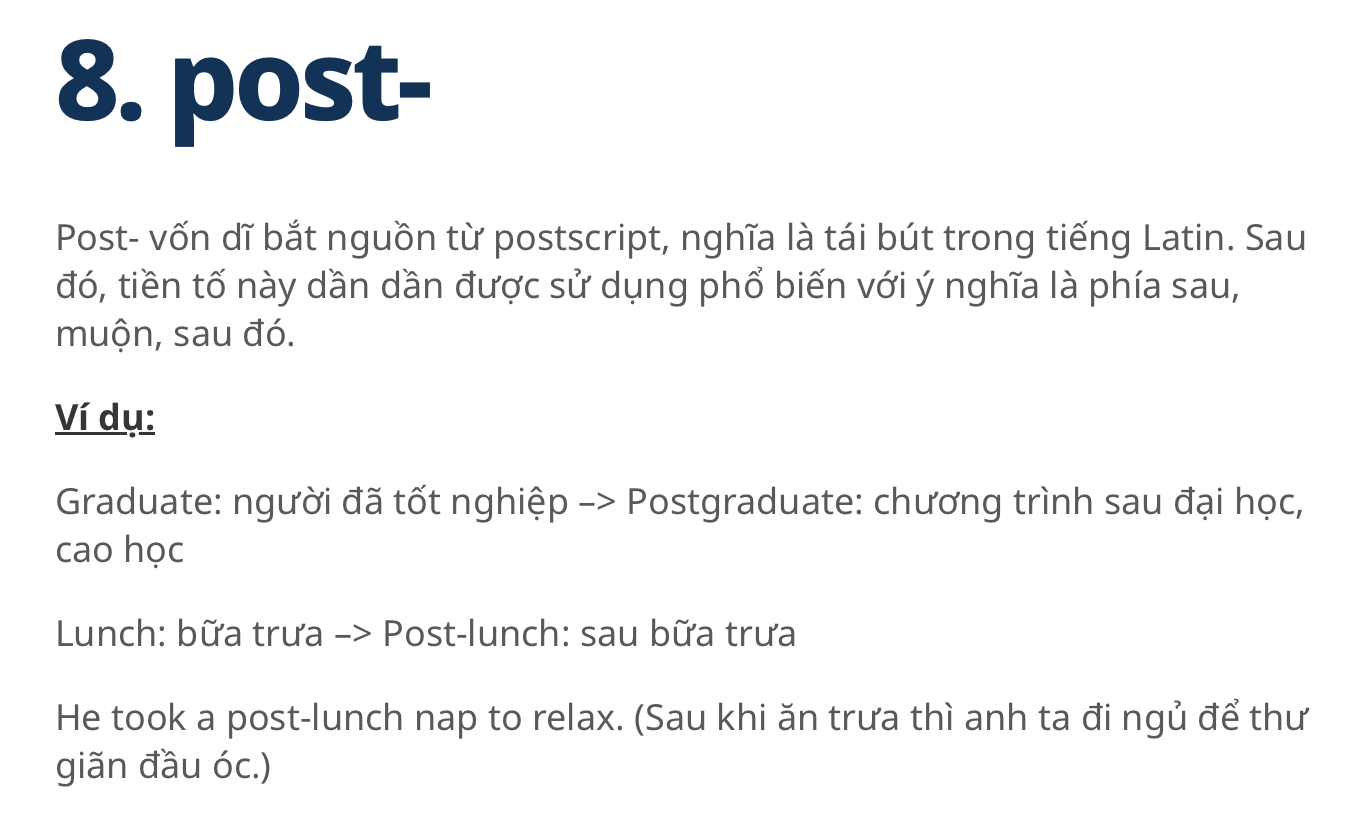 8. post-
Post- vốn dĩ bắt nguồn từ postscript, nghĩa là tái bút trong tiếng Latin. Sau
đó, tiền tố này dần dần được sử dụng phổ biến với ý nghĩa là phía sau,
muộn, sau đó.
Ví dụ:
Graduate: người đã tốt nghiệp –> Postgraduate: chương trình sau đại học,
cao học
Lunch: bữa trưa –> Post-lunch: sau bữa trưa
He took a post-lunch nap to relax. (Sau khi ăn trưa thì anh ta đi ngủ để thư
giãn đầu óc.)